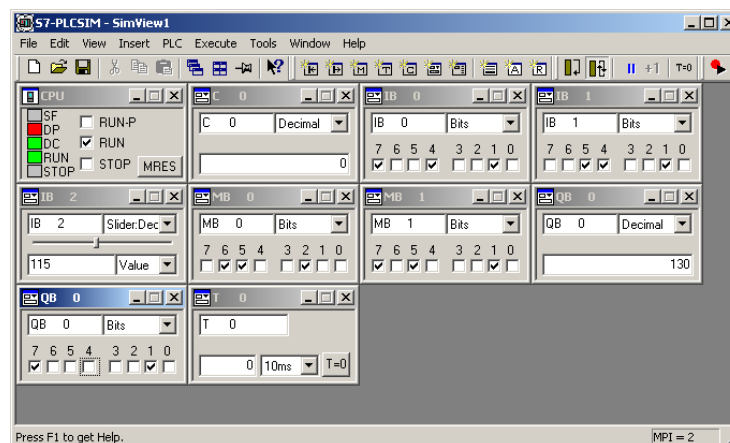 S7-PLCSIM - SimView1
File Edit View Insert PLC Execute Tools Window Help
+1 T=0
CPU
SF
DP
DC
RUN
STOP
RUN-P
RUN
STOP
MRES
C 0
C 0 Decimal
0
IB 0
IB 0 Bits
7 6 5 4 3 2 1 0
IB 1
IB 1 Bits
7 6 5 4 3 2 1 0
IB 2
IB 2 Slider:Dec
115 Value
MB 0
MB 0 Bits
7 6 5 4 3 2 1 0
MB 1
MB 1 Bits
7 6 5 4 3 2 1 0
QB 0
QB 0 Decimal
130
QB 0
QB 0 Bits
7 6 5 4 3 2 1 0
T 0
T 0
0 10ms T=0
Press F1 to get Help.
MPI = 2